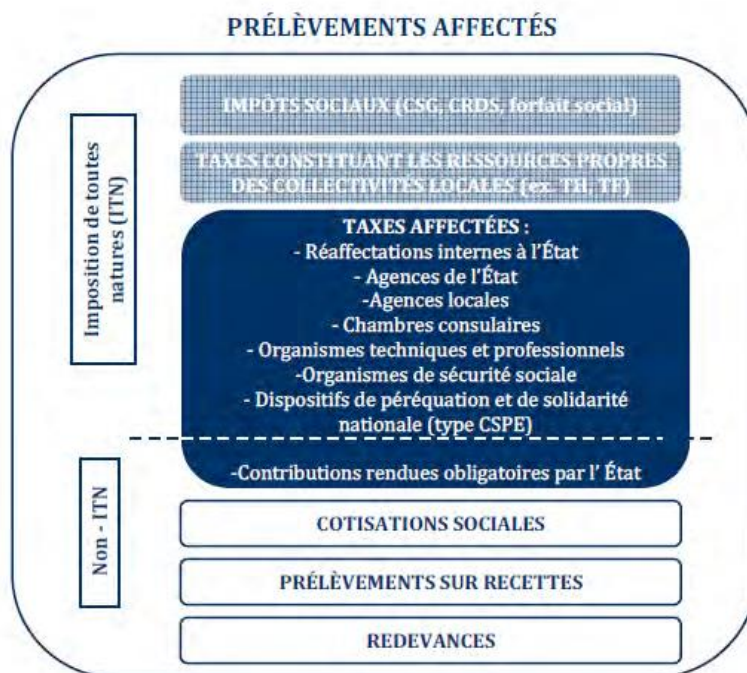 PRÉLÈVEMENTS AFFECTÉS
Imposition de toutes
natures (ITN)
IMPÔTS SOCIAUX (CSG, CRDS, forfait social)
TAXES CONSTITUANT LES RESSOURCES PROPRES
DES COLLECTIVITÉS LOCALES (ex. TH, TF)
TAXES AFFECTÉES :
- Réaffectations internes à l'État
- Agences de l'État
-Agences locales
- Chambres consulaires
- Organismes techniques et professionnels
-Organismes de sécurité sociale
- Dispositifs de péréquation et de solidarité
nationale (type CSPE)
Non - ITN
-Contributions rendues obligatoires par l' État
COTISATIONS SOCIALES
PRÉLÈVEMENTS SUR RECETTES
REDEVANCES